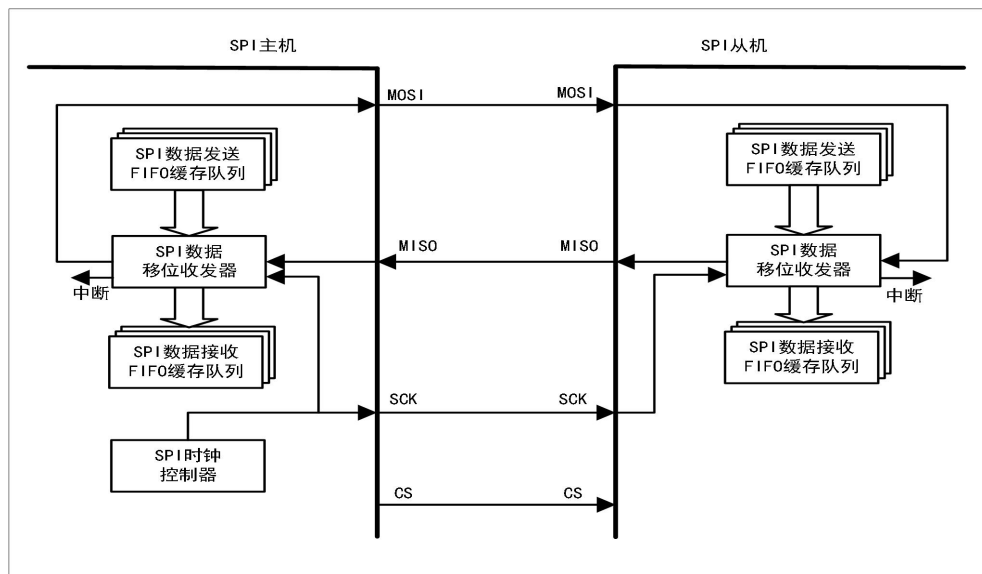 SPI主机
SPI从机
MOSI
MOSI
SPI数据发送
FIFO缓存队列
SPI数据发送
FIFO缓存队列
MISO
MISO
SPI数据
移位收发器
SPI数据
移位收发器
中断
中断
SPI数据接收
FIFO缓存队列
SPI数据接收
FIFO缓存队列
SCK
SCK
SPI时钟
控制器
CS
CS